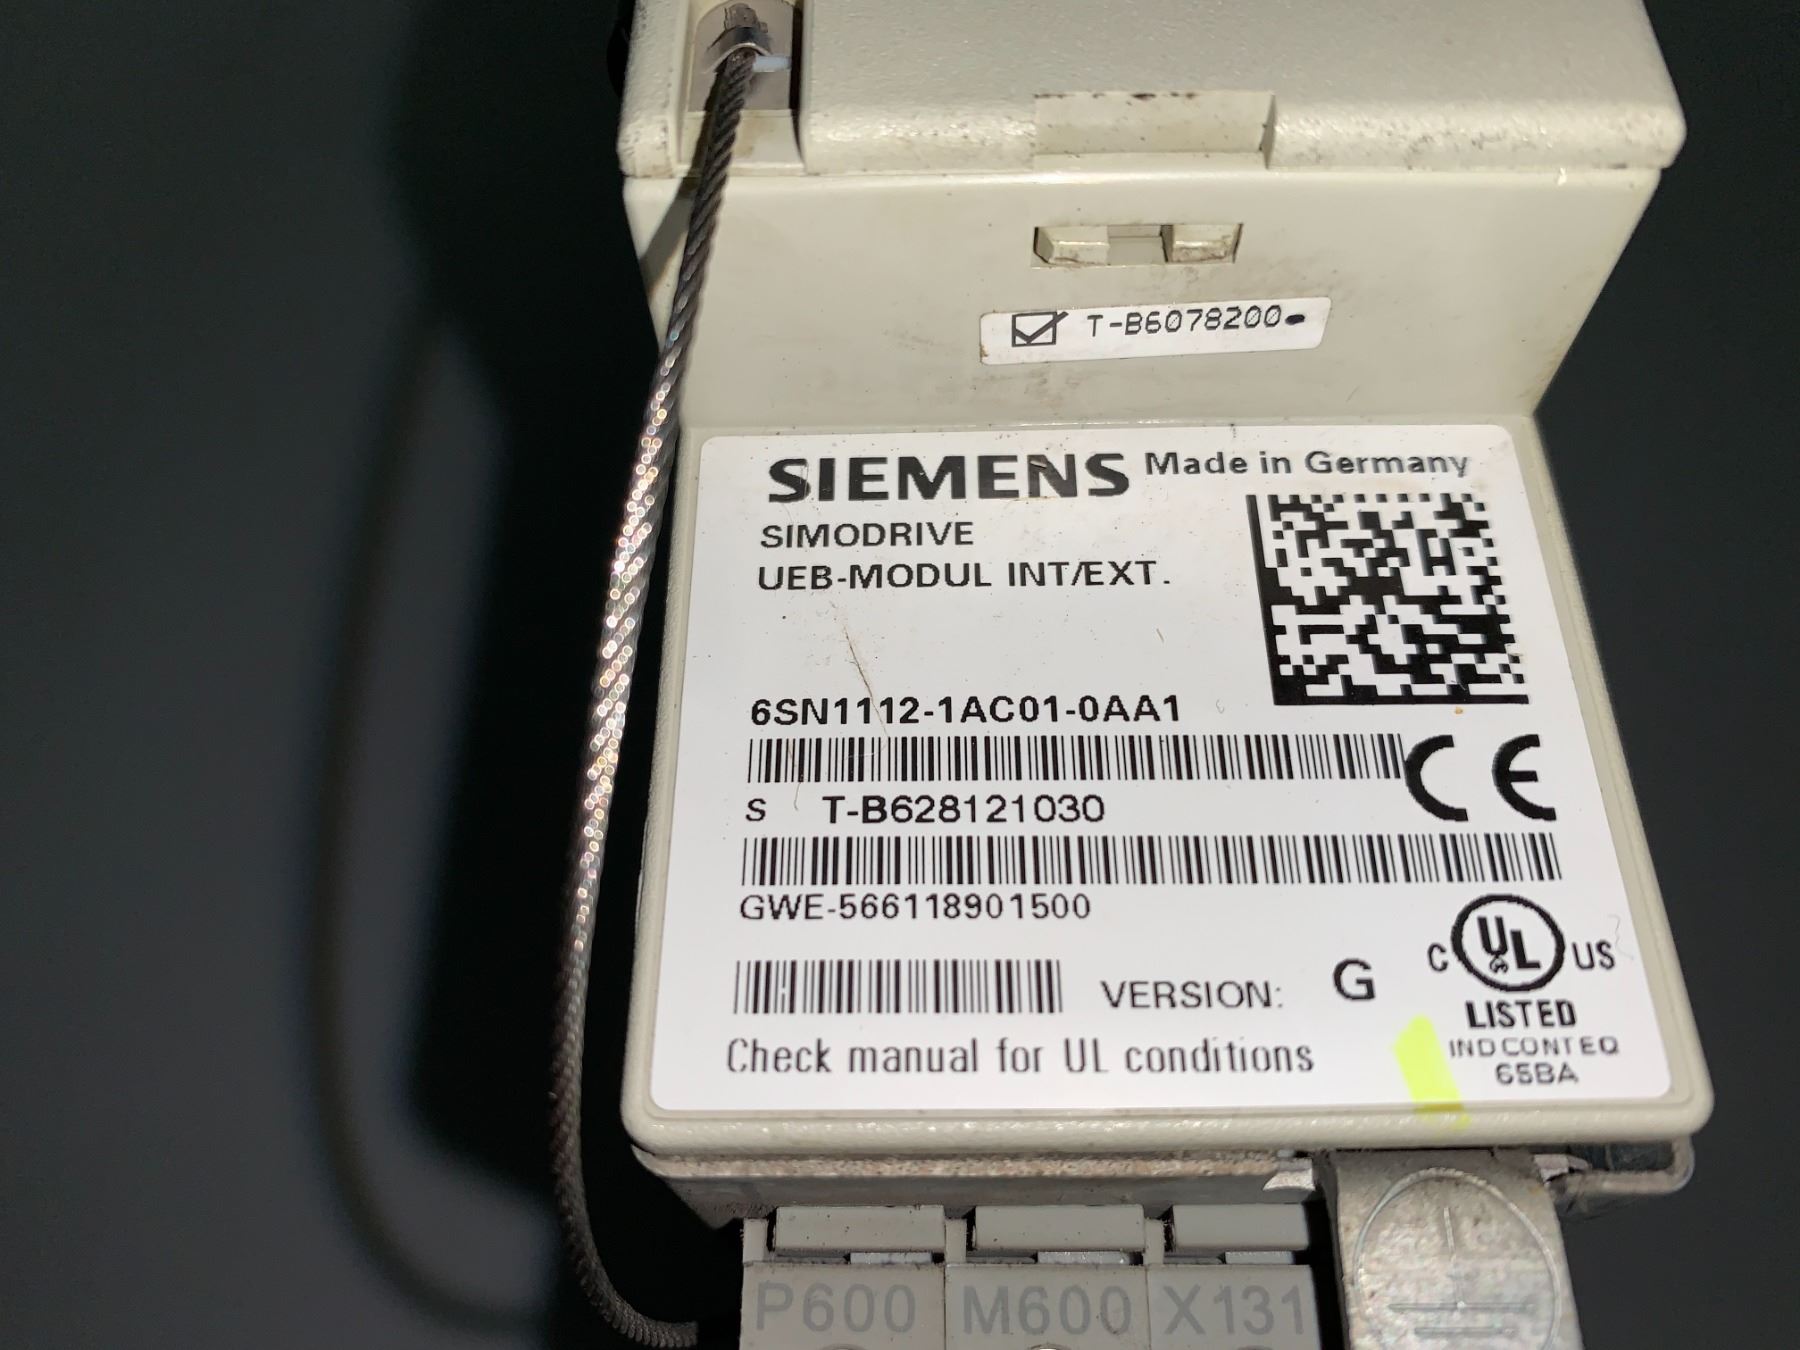 T-B6078200
SIEMENS Made in Germany
SIMODRIVE
UEB-MODUL INT/EXT.
6SN1112-1AC01-0AA1
CE
S T-B628121030
GWE-566118901500
C UL US
VERSION: G
LISTED
Check manual for UL conditions
IND CONT EQ
65BA
P600 M600 X131